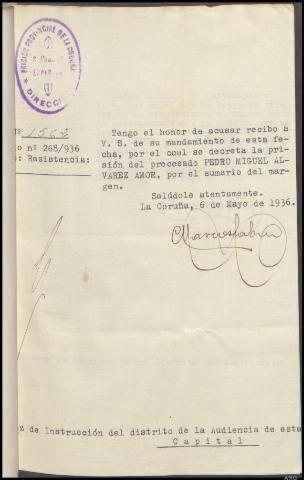 PRISIÓN PROVINCIAL DE LA CORUÑA
DIRECCI
Nº 1562
o nº 268/936
o: Resistencia:
Tengo el honor de acusar recibo a
V. S. de su mandamiento de esta fe-
cha, por el cual se decreta la pri-
sión del procesado PEDRO MIGUEL AL-
VAREZ AMOR, por el sumario del mar-
gen.
Salúdole atentamente.
La Coruña, 6 de Mayo de 1936.
ez de Instrucción del distrito de la Audiencia de esta
Capital